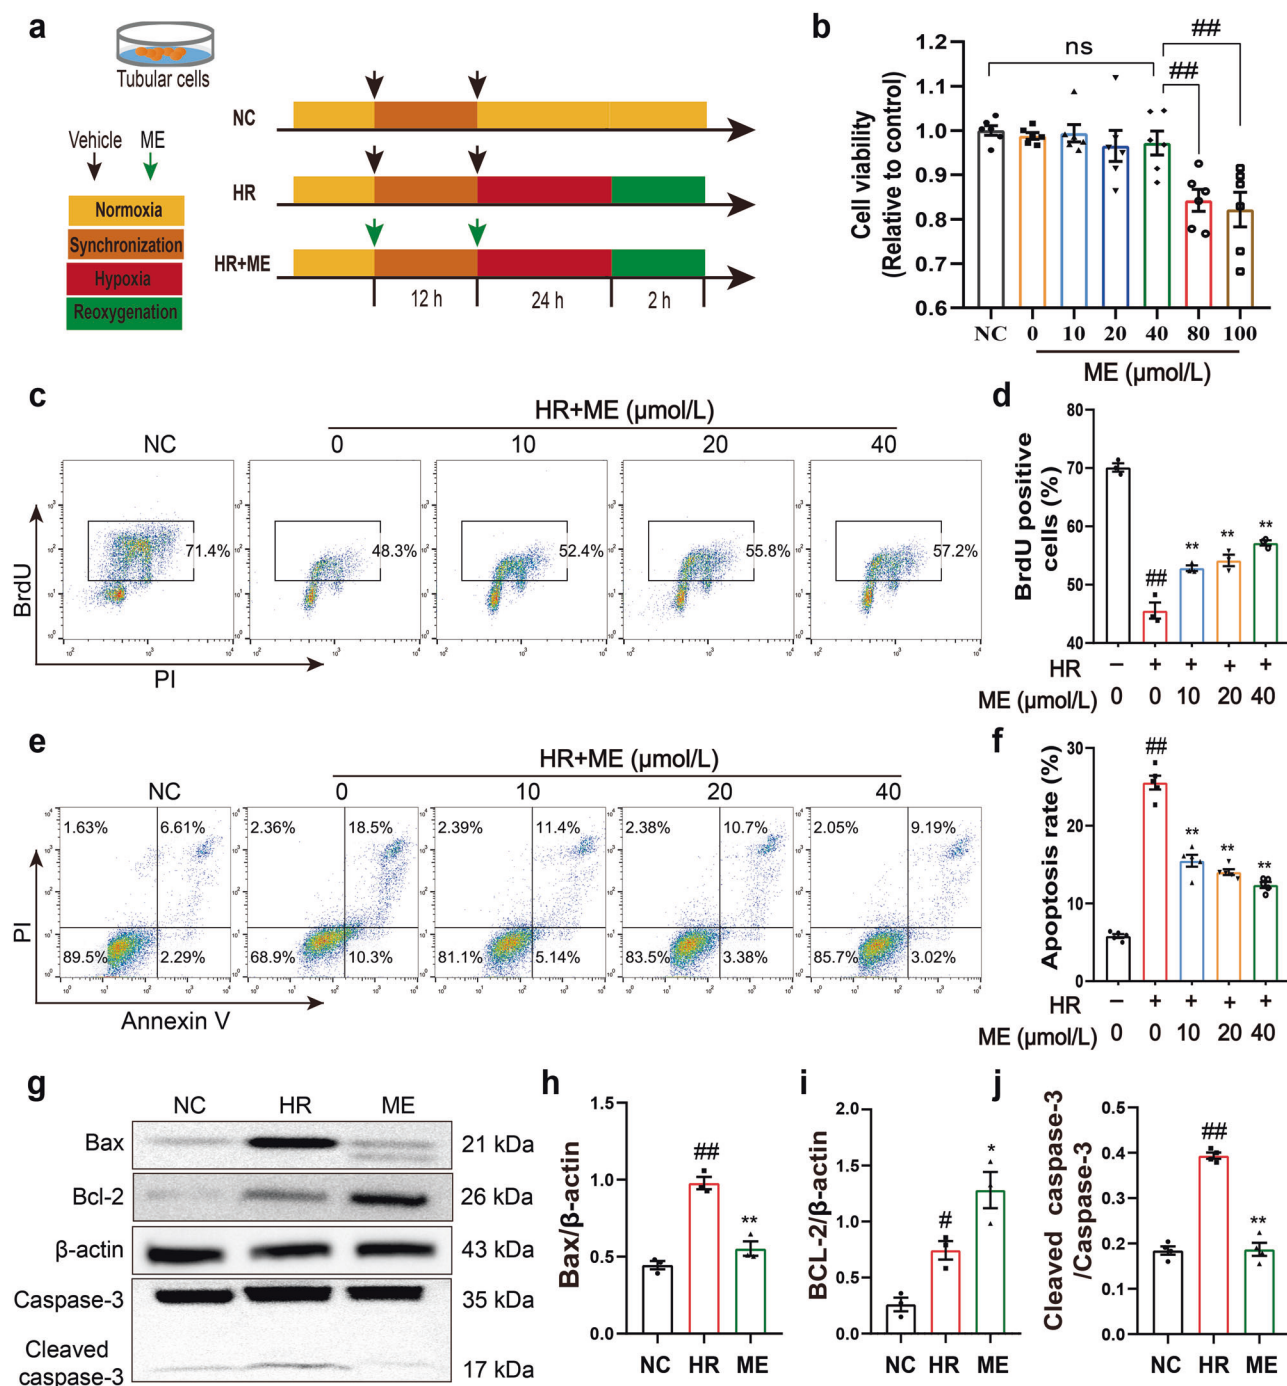 a
Tubular cells
Vehicle ME
Normoxia
Synchronization
Hypoxia
Reoxygenation
NC
HR
HR+ME
12 h 24 h 2 h
b
Cell viability
(Relative to control)
1.2
1.1
1.0
0.9
0.8
0.7
0.6
ns
##
##
NC 0 10 20 40 80 100
ME (μmol/L)
c
HR+ME (μmol/L)
NC 0 10 20 40
71.4% 48.3% 52.4% 55.8% 57.2%
BrdU
PI
d
BrdU positive
cells (%)
80
70
60
50
40
##
**
**
**
HR − + + + +
ME (μmol/L) 0 0 10 20 40
e
HR+ME (μmol/L)
NC 0 10 20 40
1.63% 6.61% 2.36% 18.5% 2.39% 11.4% 2.38% 10.7% 2.05% 9.19%
89.5% 2.29% 68.9% 10.3% 81.1% 5.14% 83.5% 3.38% 85.7% 3.02%
PI
Annexin V
f
Apoptosis rate (%)
30
20
10
0
##
**
**
**
HR − + + + +
ME (μmol/L) 0 0 10 20 40
g
NC HR ME
Bax 21 kDa
Bcl-2 26 kDa
β-actin 43 kDa
Caspase-3 35 kDa
Cleaved
caspase-3 17 kDa
h
Bax/β-actin
1.5
1.0
0.5
0.0
##
**
NC HR ME
i
BCL-2/β-actin
2.0
1.5
1.0
0.5
0.0
#
*
NC HR ME
j
Cleaved caspase-3
/Caspase-3
0.6
0.5
0.4
0.2
0.0
##
**
NC HR ME